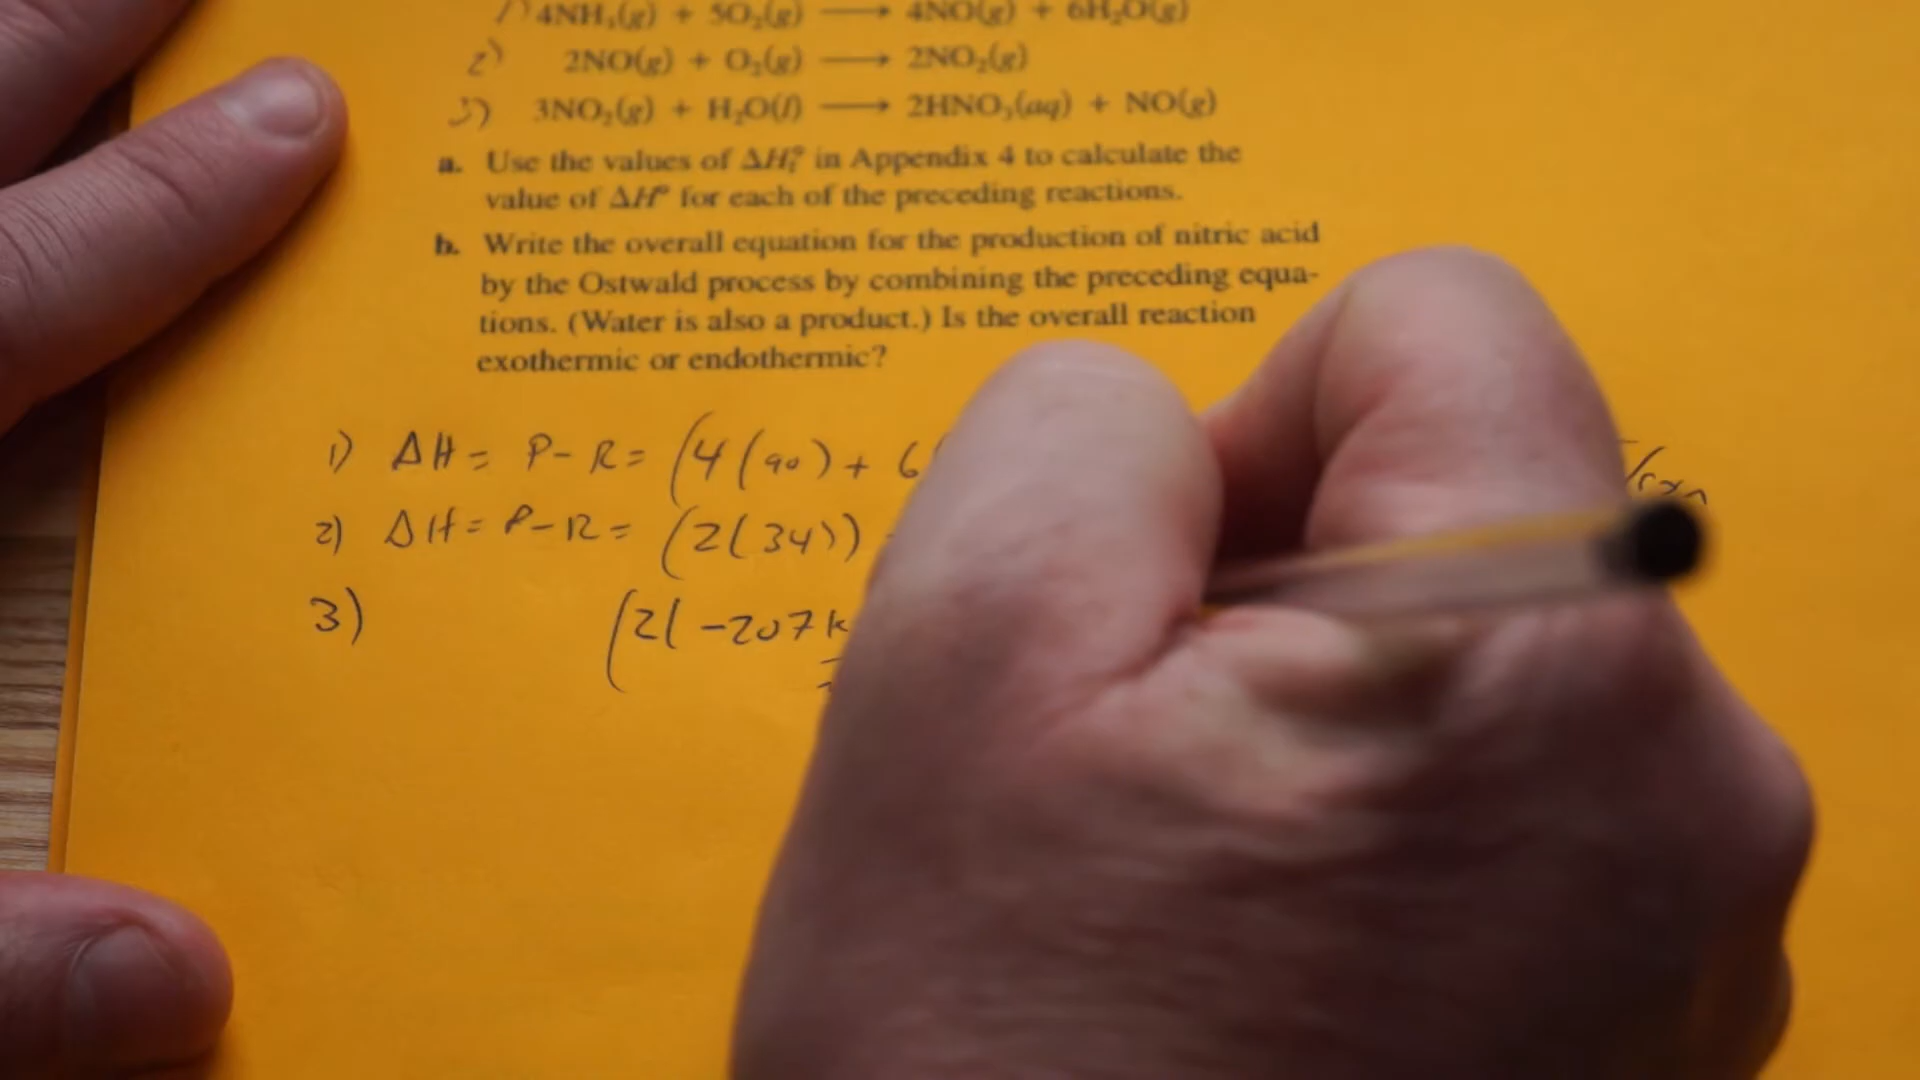 1) 4NH₃(g) + 5O₂(g) ⟶ 4NO(g) + 6H₂O(g)
2) 2NO(g) + O₂(g) ⟶ 2NO₂(g)
3) 3NO₂(g) + H₂O(l) ⟶ 2HNO₃(aq) + NO(g)
a. Use the values of ΔH°f in Appendix 4 to calculate the
value of ΔH° for each of the preceding reactions.
b. Write the overall equation for the production of nitric acid
by the Ostwald process by combining the preceding equa-
tions. (Water is also a product.) Is the overall reaction
exothermic or endothermic?
1) ΔH = P - R = (4(90) + 6
2) ΔH = P - R = (2(34))
3) (2(-207k